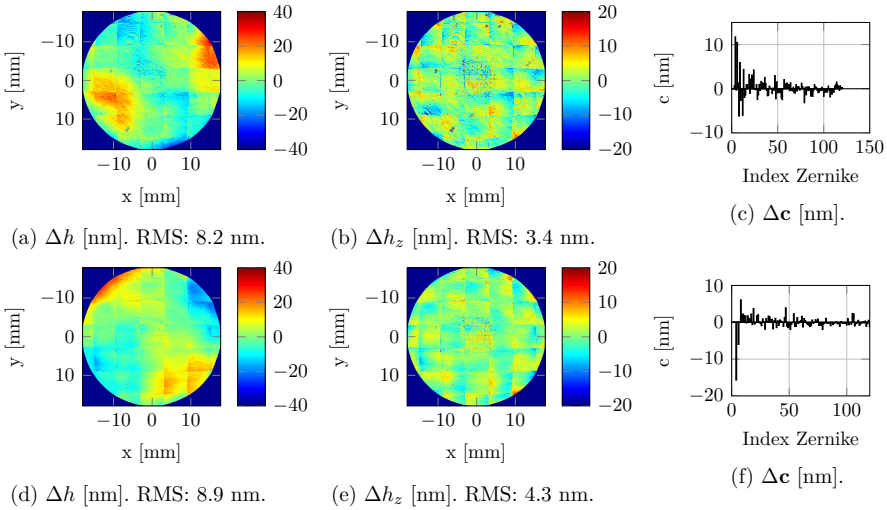 −10
0
10
y [mm]
−10 0 10
x [mm]
40
20
0
−20
−40
(a) Δh [nm]. RMS: 8.2 nm.
−10
0
10
y [mm]
−10 0 10
x [mm]
20
10
0
−10
−20
(b) Δh_z [nm]. RMS: 3.4 nm.
10
0
−10
c [nm]
0 50 100 150
Index Zernike
(c) Δc [nm].
−10
0
10
y [mm]
−10 0 10
x [mm]
40
20
0
−20
−40
(d) Δh [nm]. RMS: 8.9 nm.
−10
0
10
y [mm]
−10 0 10
x [mm]
20
10
0
−10
−20
(e) Δh_z [nm]. RMS: 4.3 nm.
10
0
−10
−20
c [nm]
0 50 100
Index Zernike
(f) Δc [nm].